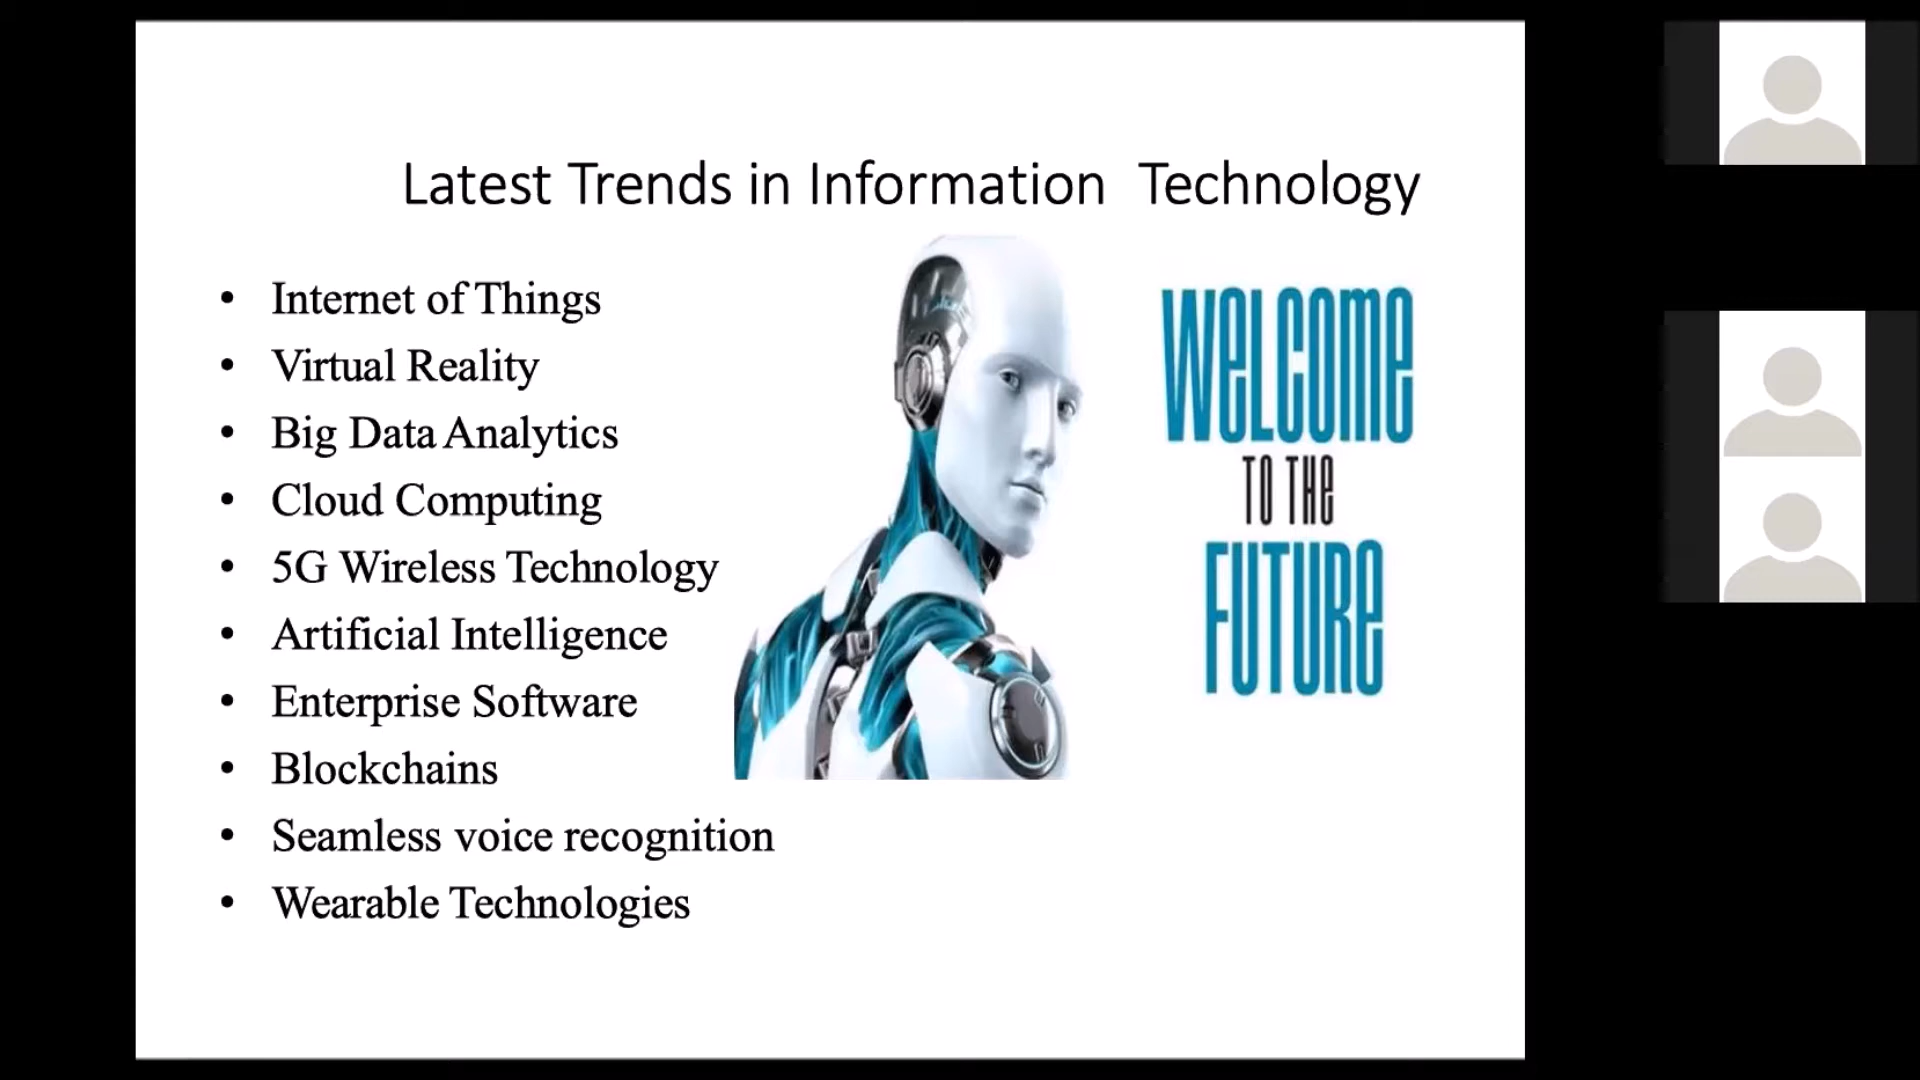 Latest Trends in Information Technology
• Internet of Things
• Virtual Reality
• Big Data Analytics
• Cloud Computing
• 5G Wireless Technology
• Artificial Intelligence
• Enterprise Software
• Blockchains
• Seamless voice recognition
• Wearable Technologies
WeLCOme
TO THe
FUTURe